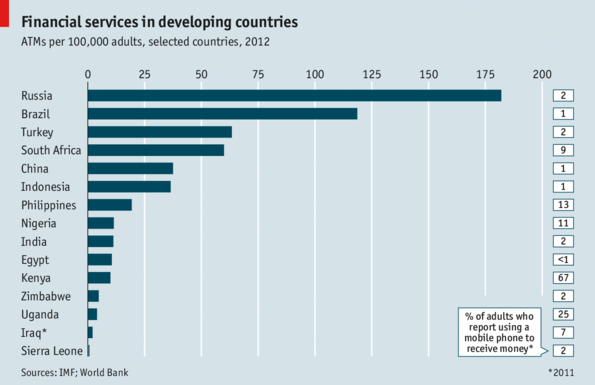 Financial services in developing countries
ATMs per 100,000 adults, selected countries, 2012
0 25 50 75 100 125 150 175 200
Russia 2
Brazil 1
Turkey 2
South Africa 9
China 1
Indonesia 1
Philippines 13
Nigeria 11
India 2
Egypt <1
Kenya 67
Zimbabwe 2
Uganda 25
Iraq* 7
Sierra Leone 2
% of adults who
report using a
mobile phone to
receive money*
Sources: IMF; World Bank *2011